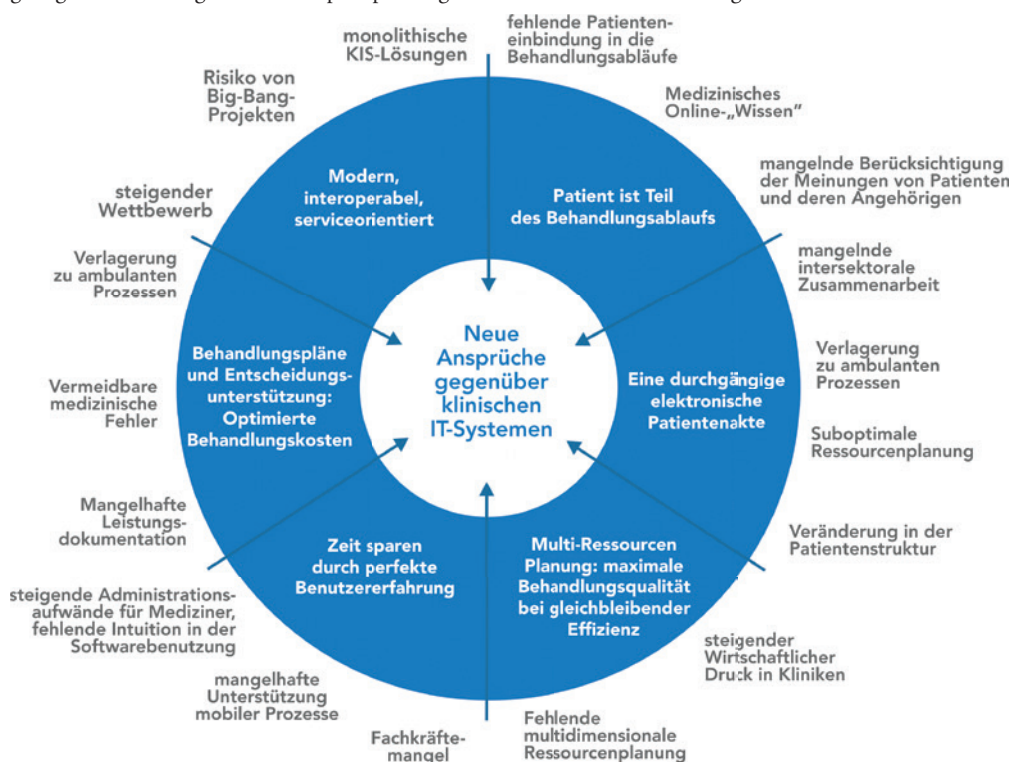 monolithische
KIS-Lösungen
fehlende Patienten-
einbindung in die
Behandlungsabläufe
Medizinisches
Online-„Wissen”
mangelnde Berücksichtigung
der Meinungen von Patienten
und deren Angehörigen
mangelnde
intersektorale
Zusammenarbeit
Verlagerung
zu ambulanten
Prozessen
Suboptimale
Ressourcenplanung
Veränderung in der
Patientenstruktur
steigender
Wirtschaftlicher
Druck in Kliniken
Fehlende
multidimensionale
Ressourcenplanung
Fachkräfte-
mangel
mangelhafte
Unterstützung
mobiler Prozesse
steigende Administrations-
aufwände für Mediziner,
fehlende Intuition in der
Softwarebenutzung
Mangelhafte
Leistungs-
dokumentation
Vermeidbare
medizinische
Fehler
Verlagerung
zu ambulanten
Prozessen
steigender
Wettbewerb
Risiko von
Big-Bang-
Projekten
Modern,
interoperabel,
serviceorientiert
Patient ist Teil
des Behandlungsablaufs
Eine durchgängige
elektronische
Patientenakte
Multi-Ressourcen
Planung: maximale
Behandlungsqualität
bei gleichbleibender
Effizienz
Zeit sparen
durch perfekte
Benutzererfahrung
Behandlungspläne
und Entscheidungs-
unterstützung:
Optimierte
Behandlungskosten
Neue
Ansprüche
gegenüber
klinischen
IT-Systemen